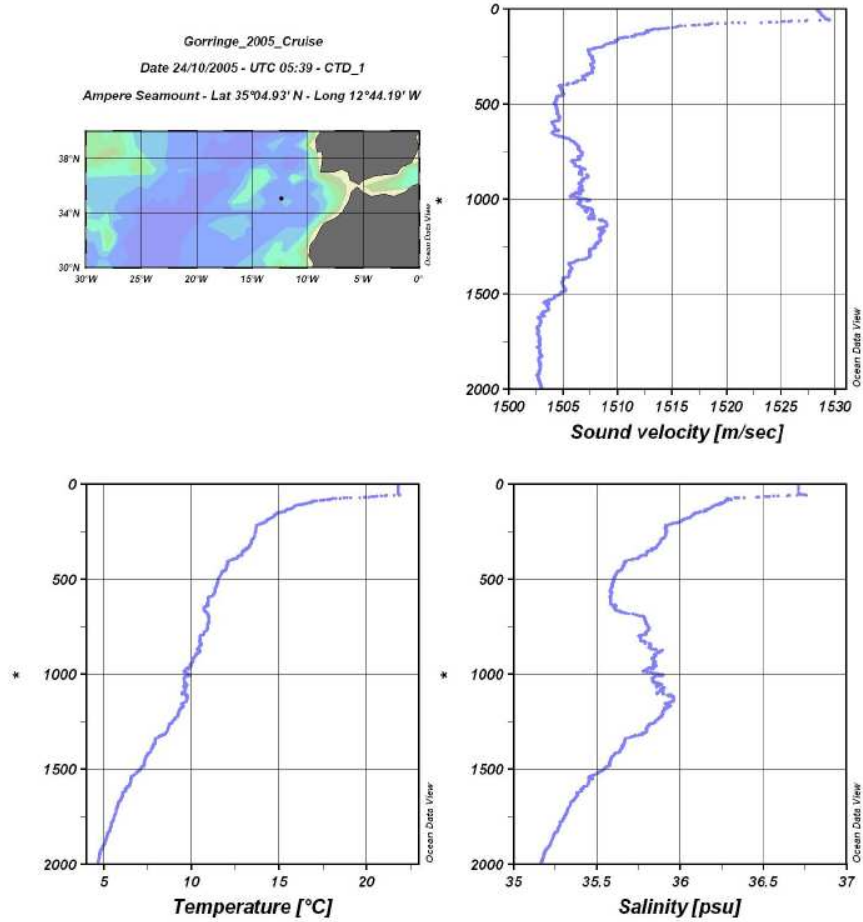 Gorringe_2005_Cruise
Date 24/10/2005 - UTC 05:39 - CTD_1
Ampere Seamount - Lat 35°04.93' N - Long 12°44.19' W
38°N
34°N
30°N
30°W 25°W 20°W 15°W 10°W 5°W 0°
Ocean Data View
0
500
1000
1500
2000
*
1500 1505 1510 1515 1520 1525 1530
Sound velocity [m/sec]
Ocean Data View
0
500
1000
1500
2000
*
5 10 15 20
Temperature [°C]
Ocean Data View
0
500
1000
1500
2000
*
35 35.5 36 36.5 37
Salinity [psu]
Ocean Data View